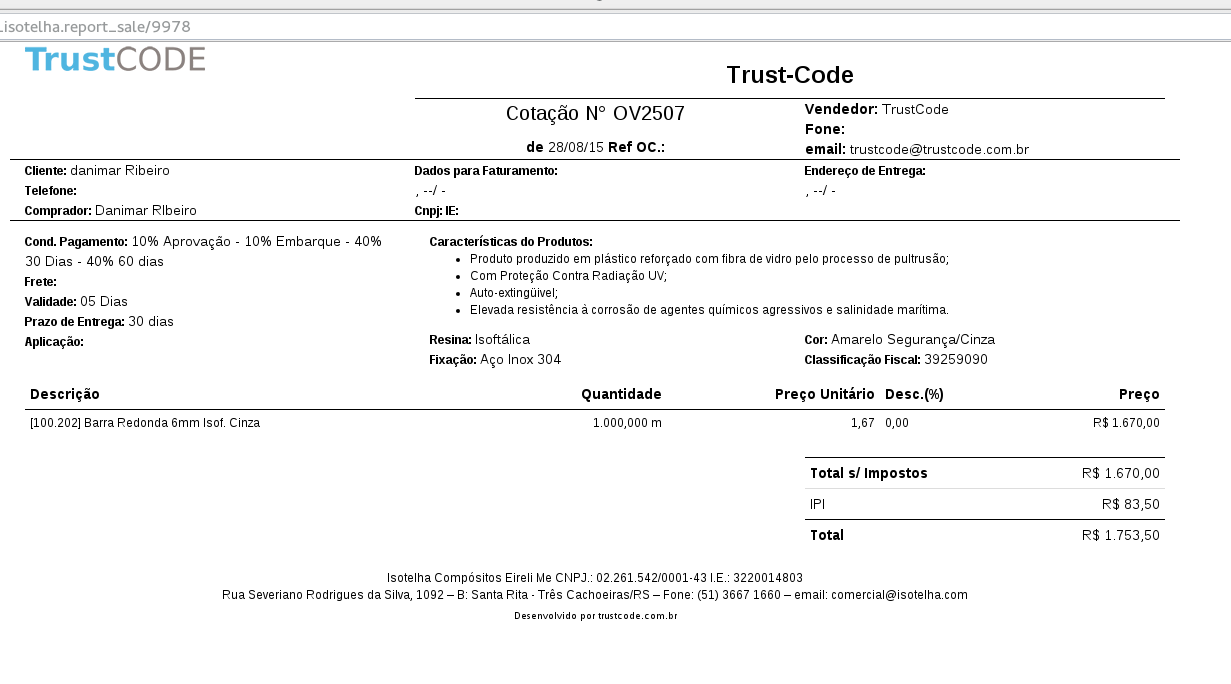 .isotelha.report_sale/9978
TrustCODE
Trust-Code
Cotação N° OV2507
de 28/08/15 Ref OC.:
Vendedor: TrustCode
Fone:
email: trustcode@trustcode.com.br
Cliente: danimar Ribeiro
Telefone:
Comprador: Danimar RIbeiro
Dados para Faturamento:
, --/ -
Cnpj: IE:
Endereço de Entrega:
, --/ -
Cond. Pagamento: 10% Aprovação - 10% Embarque - 40%
30 Dias - 40% 60 dias
Frete:
Validade: 05 Dias
Prazo de Entrega: 30 dias
Aplicação:
Características do Produtos:
• Produto produzido em plástico reforçado com fibra de vidro pelo processo de pultrusão;
• Com Proteção Contra Radiação UV;
• Auto-extingüivel;
• Elevada resistência à corrosão de agentes químicos agressivos e salinidade marítima.
Resina: Isoftálica
Fixação: Aço Inox 304
Cor: Amarelo Segurança/Cinza
Classificação Fiscal: 39259090
Descrição Quantidade Preço Unitário Desc.(%) Preço
[100.202] Barra Redonda 6mm Isof. Cinza 1.000,000 m 1,67 0,00 R$ 1.670,00
Total s/ Impostos R$ 1.670,00
IPI R$ 83,50
Total R$ 1.753,50
Isotelha Compósitos Eireli Me CNPJ.: 02.261.542/0001-43 I.E.: 3220014803
Rua Severiano Rodrigues da Silva, 1092 – B: Santa Rita - Três Cachoeiras/RS – Fone: (51) 3667 1660 – email: comercial@isotelha.com
Desenvolvido por trustcode.com.br